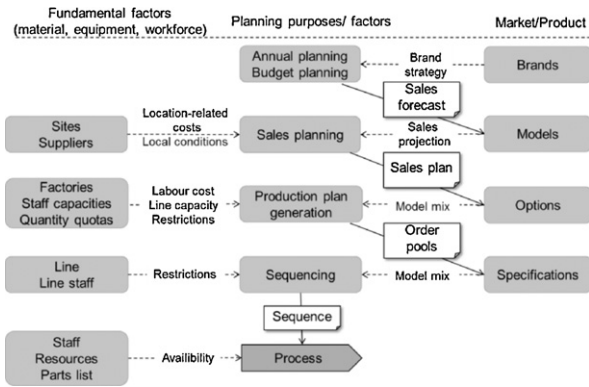 Fundamental factors
(material, equipment, workforce)
Planning purposes/ factors
Market/Product
Annual planning
Budget planning
Brand
strategy
Brands
Sales
forecast
Sites
Suppliers
Location-related
costs
Local conditions
Sales planning
Sales
projection
Models
Sales plan
Factories
Staff capacities
Quantity quotas
Labour cost
Line capacity
Restrictions
Production plan
generation
Model mix
Options
Order
pools
Line
Line staff
Restrictions
Sequencing
Model mix
Specifications
Sequence
Staff
Resources
Parts list
Availibility
Process